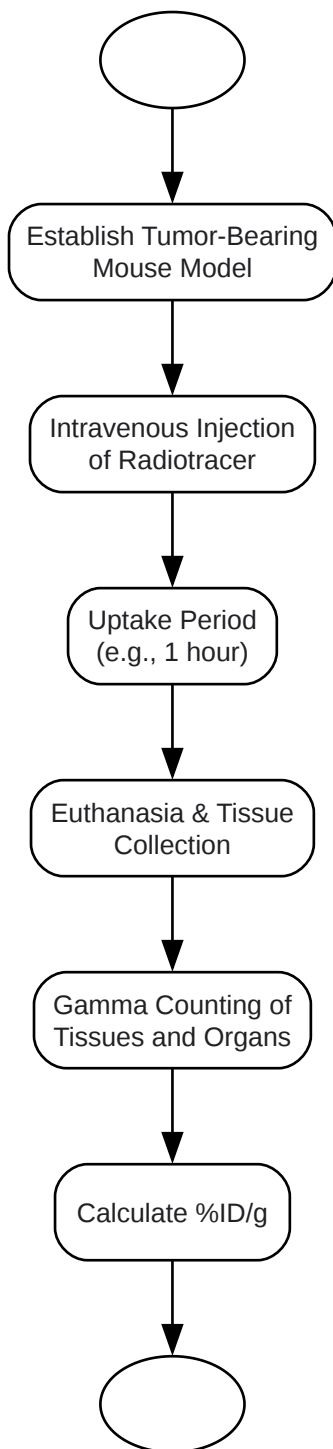 Establish Tumor-Bearing
Mouse Model
Intravenous Injection
of Radiotracer
Uptake Period
(e.g., 1 hour)
Euthanasia & Tissue
Collection
Gamma Counting of
Tissues and Organs
Calculate %ID/g